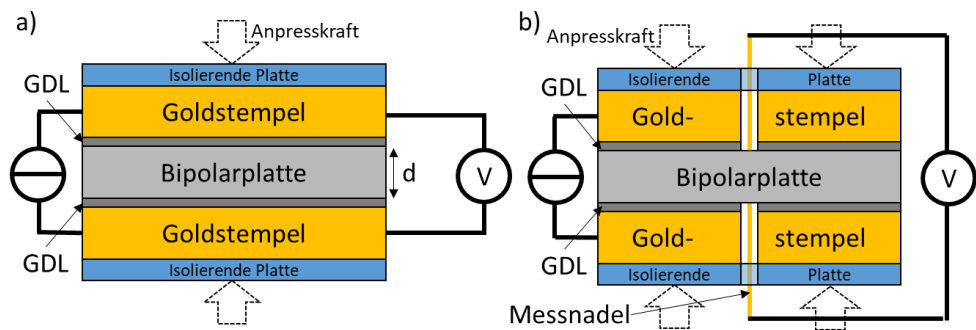 a)
Anpresskraft
Isolierende Platte
GDL
Goldstempel
Bipolarplatte
d
V
Goldstempel
GDL
Isolierende Platte
b)
Anpresskraft
Isolierende Platte
GDL
Gold- stempel
Bipolarplatte
V
Gold- stempel
GDL
Isolierende Platte
Messnadel